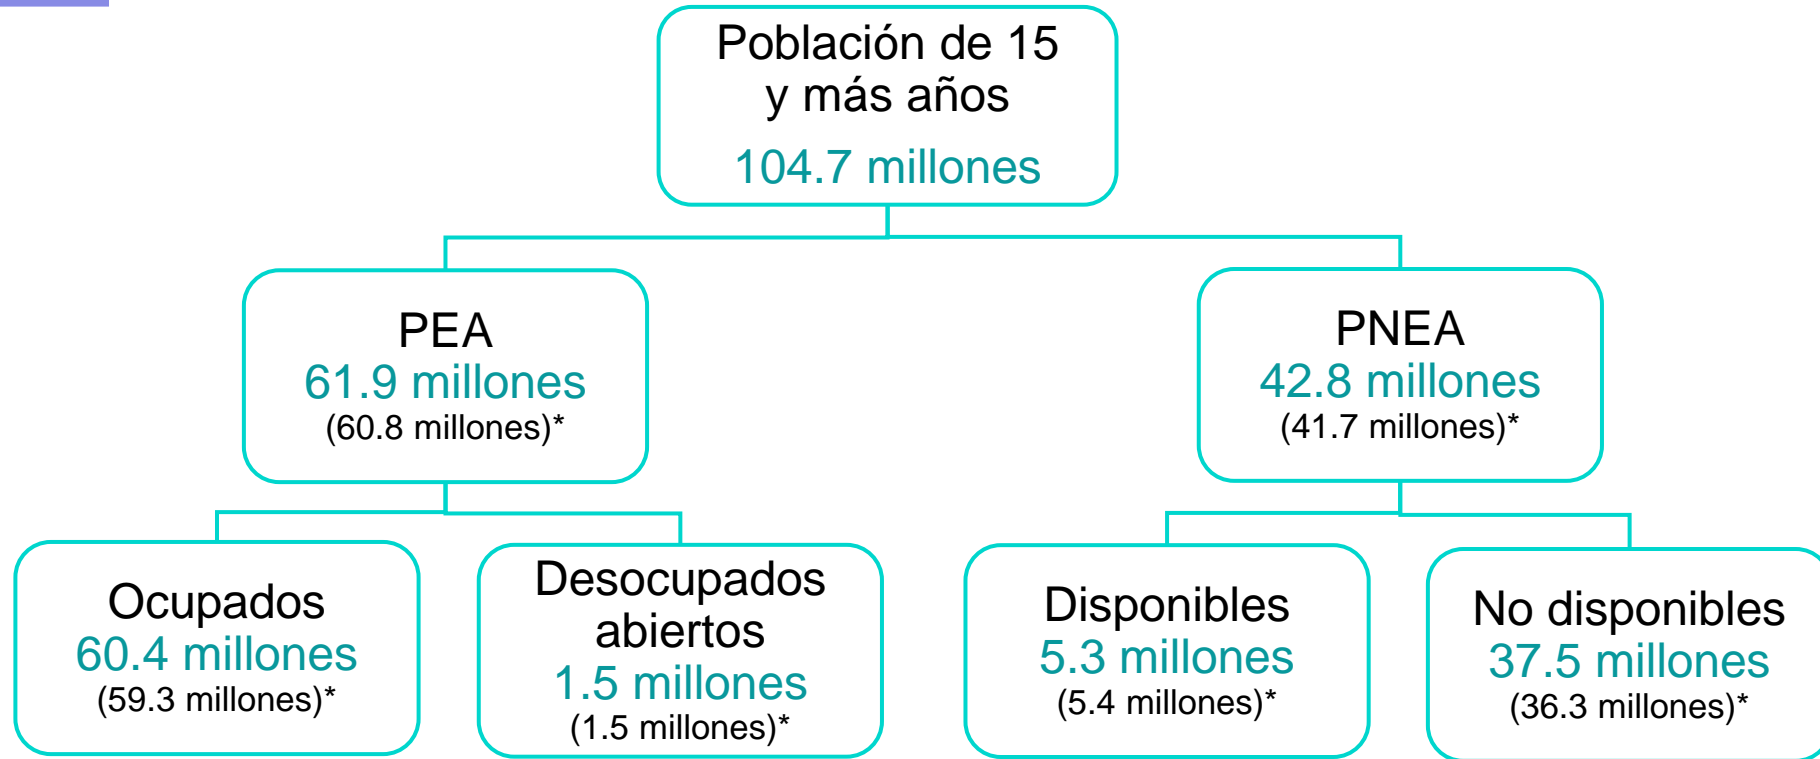 Población de 15
y más años
104.7 millones
PEA
61.9 millones
(60.8 millones)*
PNEA
42.8 millones
(41.7 millones)*
Ocupados
60.4 millones
(59.3 millones)*
Desocupados
abiertos
1.5 millones
(1.5 millones)*
Disponibles
5.3 millones
(5.4 millones)*
No disponibles
37.5 millones
(36.3 millones)*